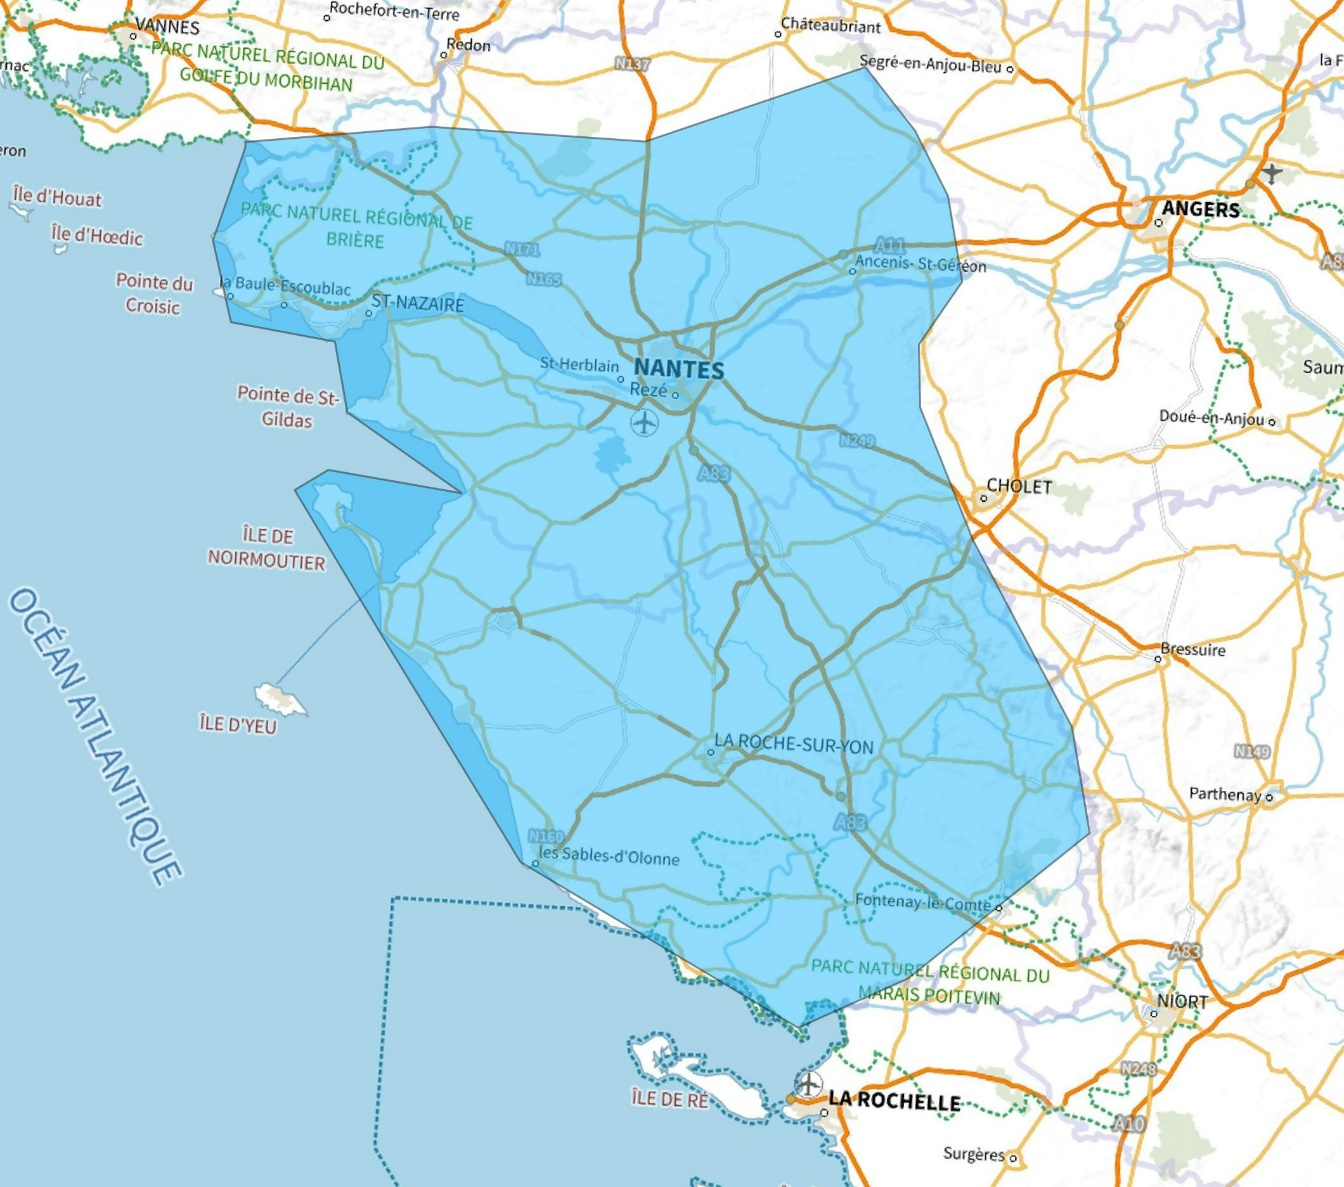 Rochefort-en-Terre
VANNES
Châteaubriant
Redon
PARC NATUREL RÉGIONAL DU
GOLFE DU MORBIHAN
N137
Segré-en-Anjou-Bleu
la F
rnac
eron
Île d'Houat
Île d'Hœdic
ANGERS
PARC NATUREL RÉGIONAL DE
BRIÈRE
N171
A11
Ancenis- St-Géréon
A8
N165
Pointe du
Croisic
la Baule-Escoublac
ST-NAZAIRE
St-Herblain
NANTES
Rezé
Saum
Pointe de St-
Gildas
Doué-en-Anjou
N249
A83
CHOLET
ÎLE DE
NOIRMOUTIER
OCÉAN ATLANTIQUE
Bressuire
ÎLE D'YEU
LA ROCHE-SUR-YON
N149
Parthenay
A83
N160
les Sables-d'Olonne
Fontenay-le-Comte
A83
PARC NATUREL RÉGIONAL DU
MARAIS POITEVIN
NIORT
N248
ÎLE DE RÉ
LA ROCHELLE
A10
Surgères